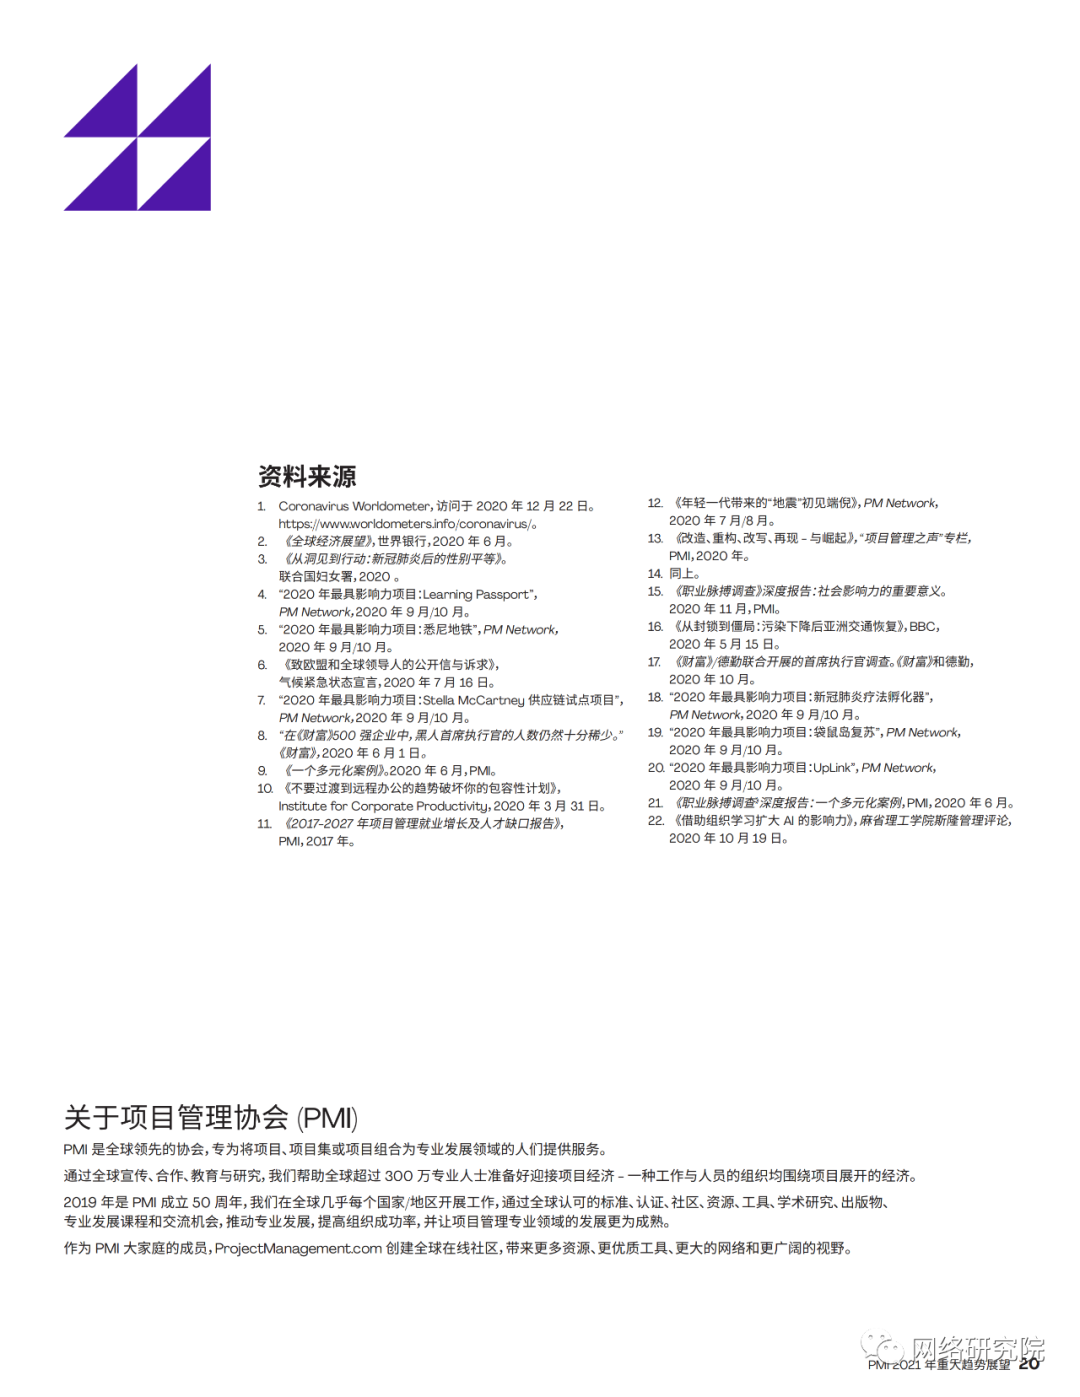 资料来源
1. Coronavirus Worldometer，访问于 2020 年 12 月 22 日。
https://www.worldometers.info/coronavirus/。
2. 《全球经济展望》，世界银行，2020 年 6 月。
3. 《从洞见到行动：新冠肺炎后的性别平等》。
联合国妇女署，2020 。
4. “2020 年最具影响力项目：Learning Passport”，
PM Network，2020 年 9 月/10 月。
5. “2020 年最具影响力项目：悉尼地铁”，PM Network，
2020 年 9 月/10 月。
6. 《致欧盟和全球领导人的公开信与诉求》，
气候紧急状态宣言，2020 年 7 月 16 日。
7. “2020 年最具影响力项目：Stella McCartney 供应链试点项目”，
PM Network，2020 年 9 月/10 月。
8. “在《财富》500 强企业中，黑人首席执行官的人数仍然十分稀少。”
《财富》，2020 年 6 月 1 日。
9. 《一个多元化案例》。2020 年 6 月，PMI。
10. 《不要过渡到远程办公的趋势破坏你的包容性计划》，
Institute for Corporate Productivity，2020 年 3 月 31 日。
11. 《2017-2027 年项目管理就业增长及人才缺口报告》，
PMI，2017 年。
12. 《年轻一代带来的“地震”初见端倪》，PM Network，
2020 年 7 月/8 月。
13. 《改造、重构、改写、再现 – 与崛起》，“项目管理之声”专栏，
PMI，2020 年。
14. 同上。
15. 《职业脉搏调查》深度报告：社会影响力的重要意义。
2020 年 11 月，PMI。
16. 《从封锁到僵局：污染下降后亚洲交通恢复》，BBC，
2020 年 5 月 15 日。
17. 《财富》/德勤联合开展的首席执行官调查。《财富》和德勤，
2020 年 10 月。
18. “2020 年最具影响力项目：新冠肺炎疗法孵化器”，
PM Network，2020 年 9 月/10 月。
19. “2020 年最具影响力项目：袋鼠岛复苏”，PM Network，
2020 年 9 月/10 月。
20. “2020 年最具影响力项目：UpLink”，PM Network，
2020 年 9 月/10 月。
21. 《职业脉搏调查》深度报告：一个多元化案例，PMI，2020 年 6 月。
22. 《借助组织学习扩大 AI 的影响力》，麻省理工学院斯隆管理评论，
2020 年 10 月 19 日。
关于项目管理协会 (PMI)
PMI 是全球领先的协会，专为将项目、项目集或项目组合为专业发展领域的人们提供服务。
通过全球宣传、合作、教育与研究，我们帮助全球超过 300 万专业人士准备好迎接项目经济 – 一种工作与人员的组织均围绕项目展开的经济。
2019 年是 PMI 成立 50 周年，我们在全球几乎每个国家/地区开展工作，通过全球认可的标准、认证、社区、资源、工具、学术研究、出版物、
专业发展课程和交流机会，推动专业发展，提高组织成功率，并让项目管理专业领域的发展更为成熟。
作为 PMI 大家庭的成员，ProjectManagement.com 创建全球在线社区，带来更多资源、更优质工具、更大的网络和更广阔的视野。
网络研究院
PMI 2021 年重大趋势展望 20